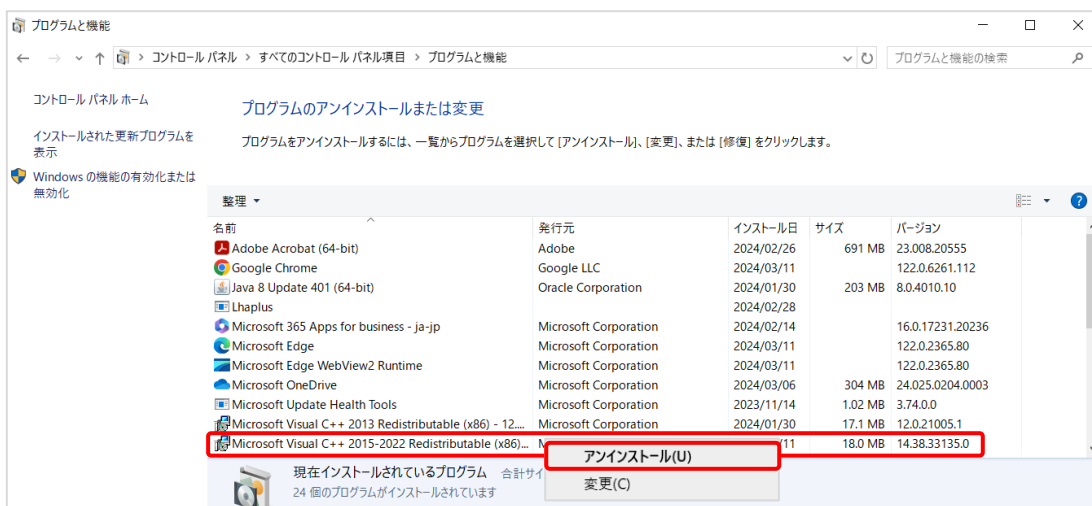 プログラムと機能
コントロール パネル > すべてのコントロール パネル項目 > プログラムと機能
プログラムと機能の検索
コントロール パネル ホーム
インストールされた更新プログラムを
表示
Windows の機能の有効化または
無効化
プログラムのアンインストールまたは変更
プログラムをアンインストールするには、一覧からプログラムを選択して [アンインストール]、[変更]、または [修復] をクリックします。
整理
名前 発行元 インストール日 サイズ バージョン
Adobe Acrobat (64-bit) Adobe 2024/02/26 691 MB 23.008.20555
Google Chrome Google LLC 2024/03/11 122.0.6261.112
Java 8 Update 401 (64-bit) Oracle Corporation 2024/01/30 203 MB 8.0.4010.10
Lhaplus 2024/02/28
Microsoft 365 Apps for business - ja-jp Microsoft Corporation 2024/02/14 16.0.17231.20236
Microsoft Edge Microsoft Corporation 2024/03/11 122.0.2365.80
Microsoft Edge WebView2 Runtime Microsoft Corporation 2024/03/11 122.0.2365.80
Microsoft OneDrive Microsoft Corporation 2024/03/06 304 MB 24.025.0204.0003
Microsoft Update Health Tools Microsoft Corporation 2023/11/14 1.02 MB 3.74.0.0
Microsoft Visual C++ 2013 Redistributable (x86) - 12.... Microsoft Corporation 2024/01/30 17.1 MB 12.0.21005.1
Microsoft Visual C++ 2015-2022 Redistributable (x86)... /11 18.0 MB 14.38.33135.0
アンインストール(U)
変更(C)
現在インストールされているプログラム 合計サイ
24 個のプログラムがインストールされています